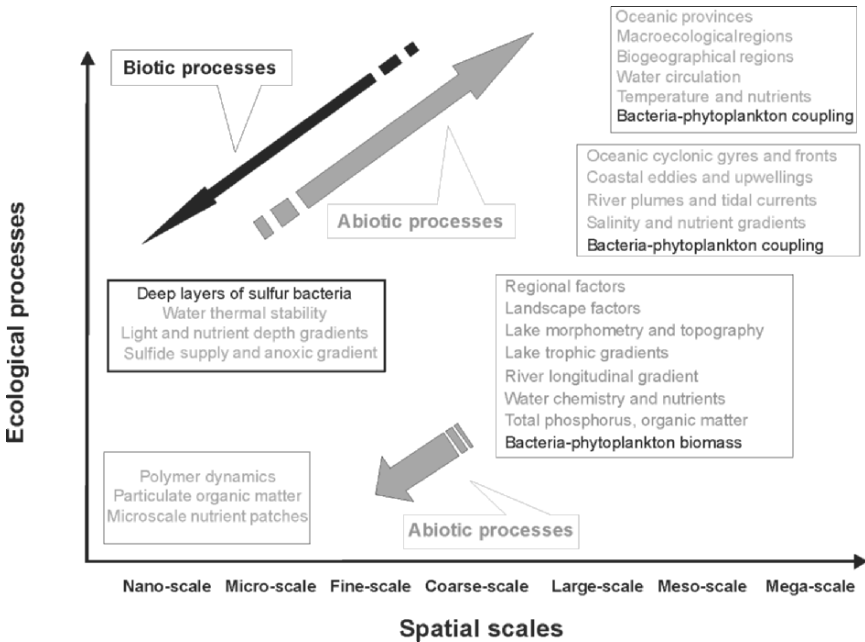 Oceanic provinces
Macroecologicalregions
Biogeographical regions
Water circulation
Temperature and nutrients
Bacteria-phytoplankton coupling
Biotic processes
Oceanic cyclonic gyres and fronts
Coastal eddies and upwellings
River plumes and tidal currents
Salinity and nutrient gradients
Bacteria-phytoplankton coupling
Abiotic processes
Deep layers of sulfur bacteria
Water thermal stability
Light and nutrient depth gradients
Sulfide supply and anoxic gradient
Regional factors
Landscape factors
Lake morphometry and topography
Lake trophic gradients
River longitudinal gradient
Water chemistry and nutrients
Total phosphorus, organic matter
Bacteria-phytoplankton biomass
Polymer dynamics
Particulate organic matter
Microscale nutrient patches
Abiotic processes
Ecological processes
Nano-scale Micro-scale Fine-scale Coarse-scale Large-scale Meso-scale Mega-scale
Spatial scales